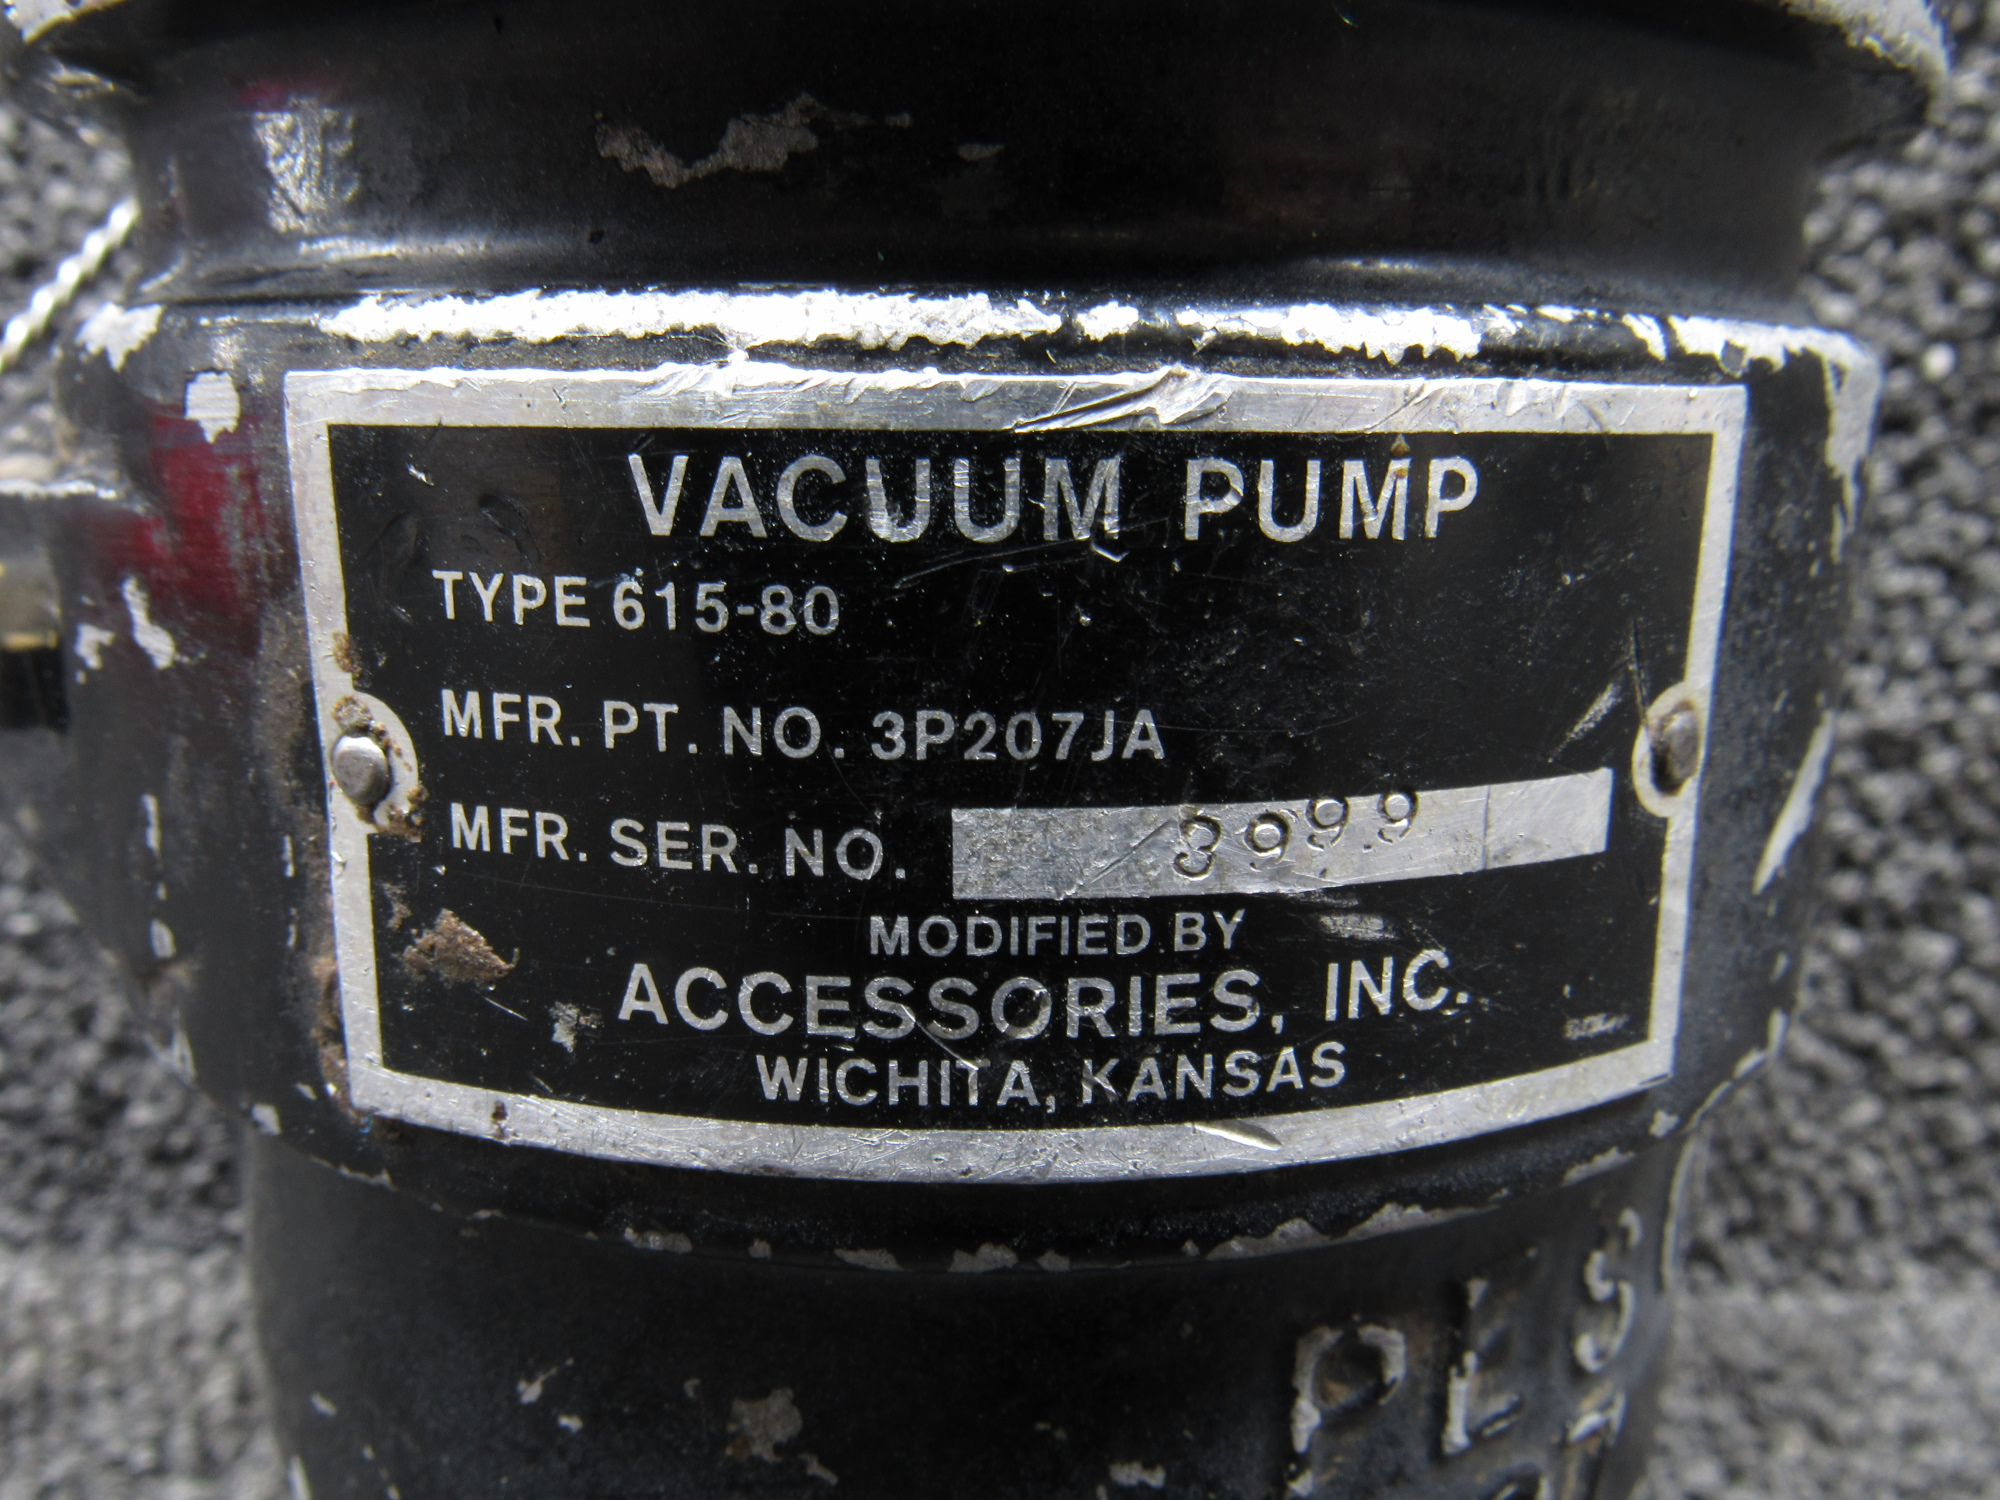 VACUUM PUMP
TYPE 615-80
MFR. PT. NO. 3P207JA
MFR. SER. NO. 3999
MODIFIED BY
ACCESSORIES, INC.
WICHITA, KANSAS